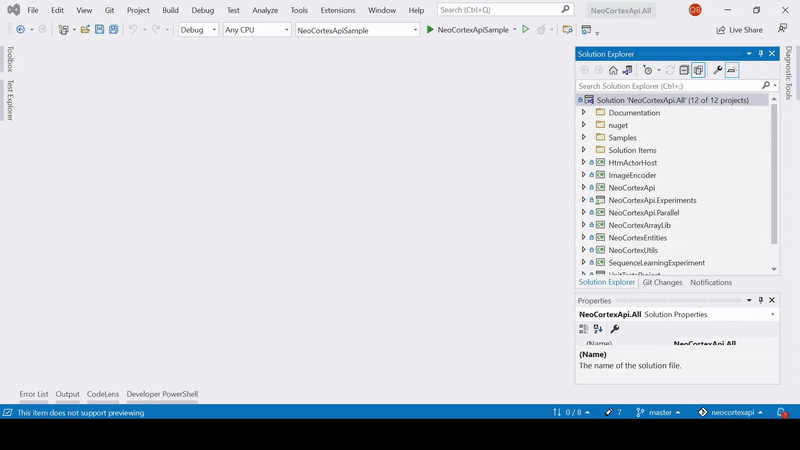 File Edit View Git Project Build Debug Test Analyze Tools Extensions Window Help Search (Ctrl+Q) NeoCortexApi.All QB
Debug Any CPU NeoCortexApiSample NeoCortexApiSample Live Share
Toolbox
Test Explorer
Solution Explorer
Search Solution Explorer (Ctrl+;)
Solution 'NeoCortexApi.All' (12 of 12 projects)
Documentation
nuget
Samples
Solution Items
HtmActorHost
ImageEncoder
NeoCortexApi
NeoCortexApi.Experiments
NeoCortexApi.Parallel
NeoCortexArrayLib
NeoCortexEntities
NeoCortexUtils
SequenceLearningExperiment
UnitTestsProject
Solution Explorer Git Changes Notifications
Diagnostic Tools
Properties
NeoCortexApi.All Solution Properties
(Name) NeoCortexApi.All
(Name)
The name of the solution file.
Error List Output CodeLens Developer PowerShell
This item does not support previewing 0 / 8 7 master neocortexapi 1